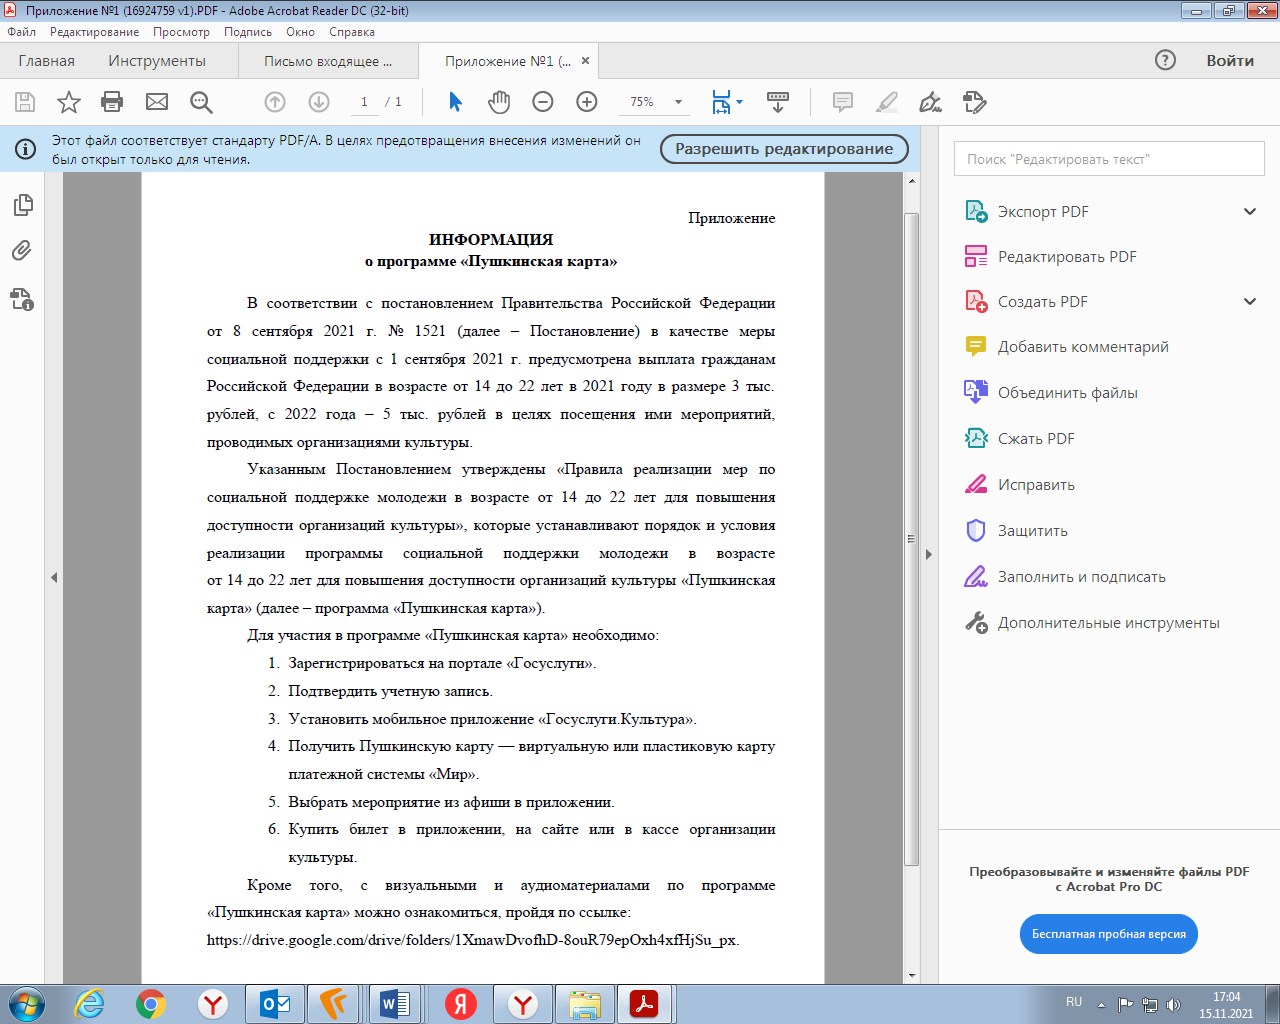 Приложение №1 (16924759 v1).PDF - Adobe Acrobat Reader DC (32-bit)
Файл Редактирование Просмотр Подпись Окно Справка
Главная Инструменты Письмо входящее ... Приложение №1 (... × Войти
1 / 1 75%
Этот файл соответствует стандарту PDF/A. В целях предотвращения внесения изменений он
был открыт только для чтения.
Разрешить редактирование
Приложение
ИНФОРМАЦИЯ
о программе «Пушкинская карта»
В соответствии с постановлением Правительства Российской Федерации
от 8 сентября 2021 г. № 1521 (далее – Постановление) в качестве меры
социальной поддержки с 1 сентября 2021 г. предусмотрена выплата гражданам
Российской Федерации в возрасте от 14 до 22 лет в 2021 году в размере 3 тыс.
рублей, с 2022 года – 5 тыс. рублей в целях посещения ими мероприятий,
проводимых организациями культуры.
Указанным Постановлением утверждены «Правила реализации мер по
социальной поддержке молодежи в возрасте от 14 до 22 лет для повышения
доступности организаций культуры», которые устанавливают порядок и условия
реализации программы социальной поддержки молодежи в возрасте
от 14 до 22 лет для повышения доступности организаций культуры «Пушкинская
карта» (далее – программа «Пушкинская карта»).
Для участия в программе «Пушкинская карта» необходимо:
1. Зарегистрироваться на портале «Госуслуги».
2. Подтвердить учетную запись.
3. Установить мобильное приложение «Госуслуги.Культура».
4. Получить Пушкинскую карту — виртуальную или пластиковую карту
платежной системы «Мир».
5. Выбрать мероприятие из афиши в приложении.
6. Купить билет в приложении, на сайте или в кассе организации
культуры.
Кроме того, с визуальными и аудиоматериалами по программе
«Пушкинская карта» можно ознакомиться, пройдя по ссылке:
https://drive.google.com/drive/folders/1XmawDvofhD-8ouR79epOxh4xfHjSu_px.
Поиск "Редактировать текст"
Экспорт PDF
Редактировать PDF
Создать PDF
Добавить комментарий
Объединить файлы
Сжать PDF
Исправить
Защитить
Заполнить и подписать
Дополнительные инструменты
Преобразовывайте и изменяйте файлы PDF
с Acrobat Pro DC
Бесплатная пробная версия
RU
17:04
15.11.2021